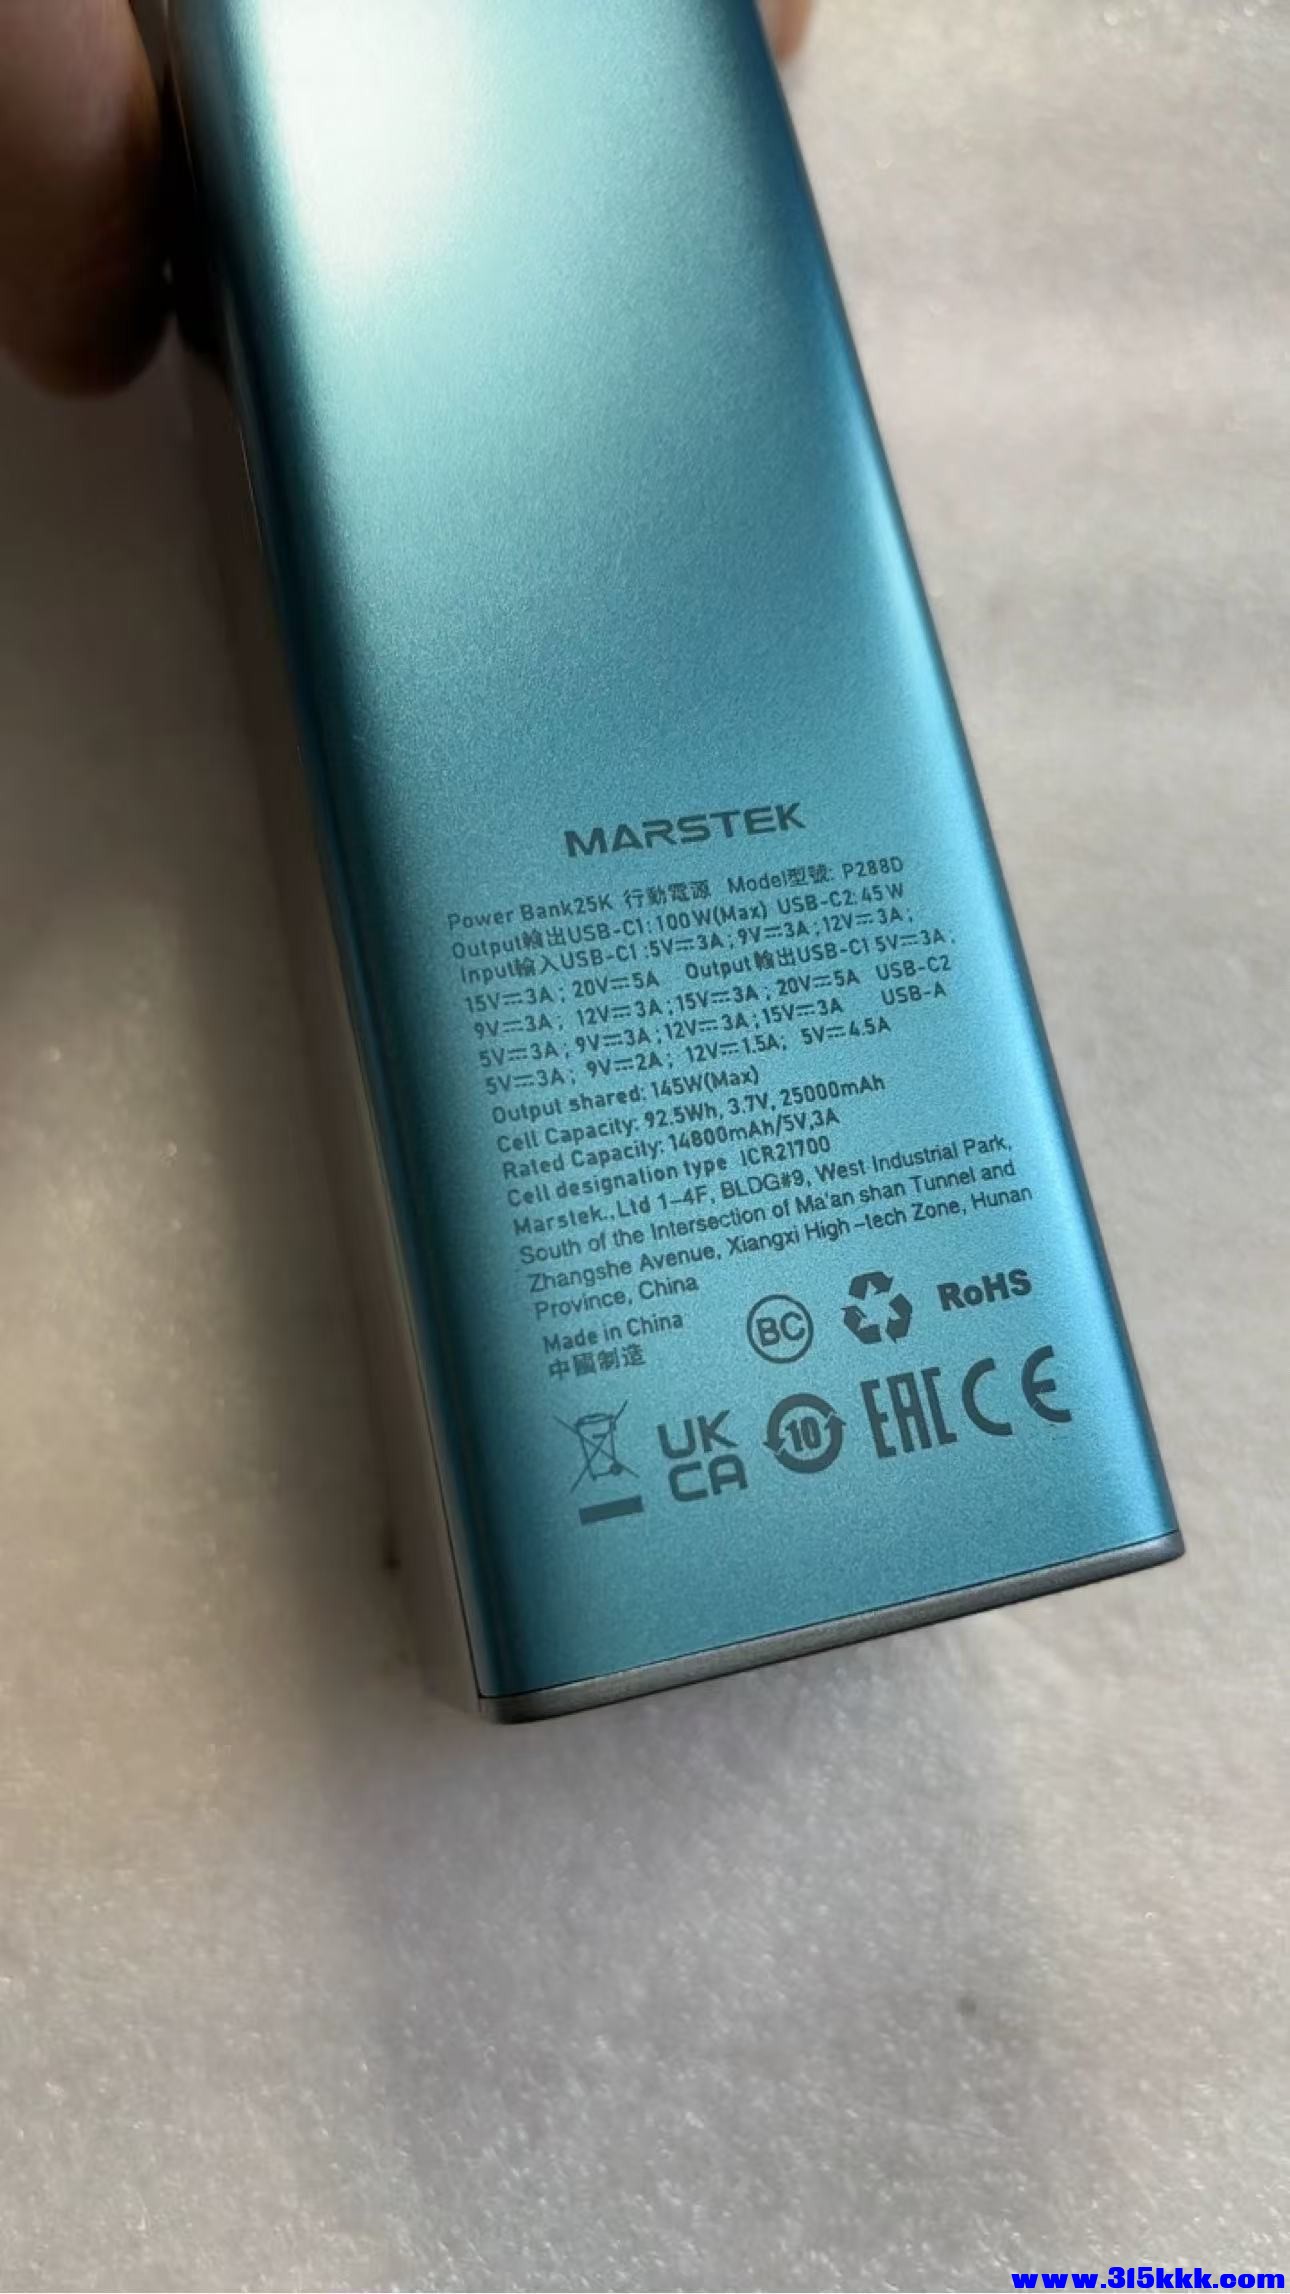 MARSTEK
Power Bank25K 行動電源 Model型號: P288D
Output輸出USB-C1:100W(Max) USB-C2:45W
Input輸入USB-C1 :5V⎓3A;9V⎓3A;12V⎓3A;
15V⎓3A; 20V⎓5A Output輸出USB-C1 5V⎓3A;
9V⎓3A; 12V⎓3A;15V⎓3A; 20V⎓5A USB-C2
5V⎓3A; 9V⎓3A;12V⎓3A;15V⎓3A USB-A
5V⎓3A; 9V⎓2A; 12V⎓1.5A; 5V⎓4.5A
Output shared: 145W(Max)
Cell Capacity: 92.5Wh, 3.7V, 25000mAh
Rated Capacity: 14800mAh/5V,3A
Cell designation type ICR21700
Marstek.,Ltd 1-4F, BLDG#9, West Industrial Park,
South of the Intersection of Ma'an shan Tunnel and
Zhangshe Avenue, Xiangxi High-tech Zone, Hunan
Province, China
Made in China
中國制造
BC RoHS
UK
CA
10 EAC CE
www.315kkk.com